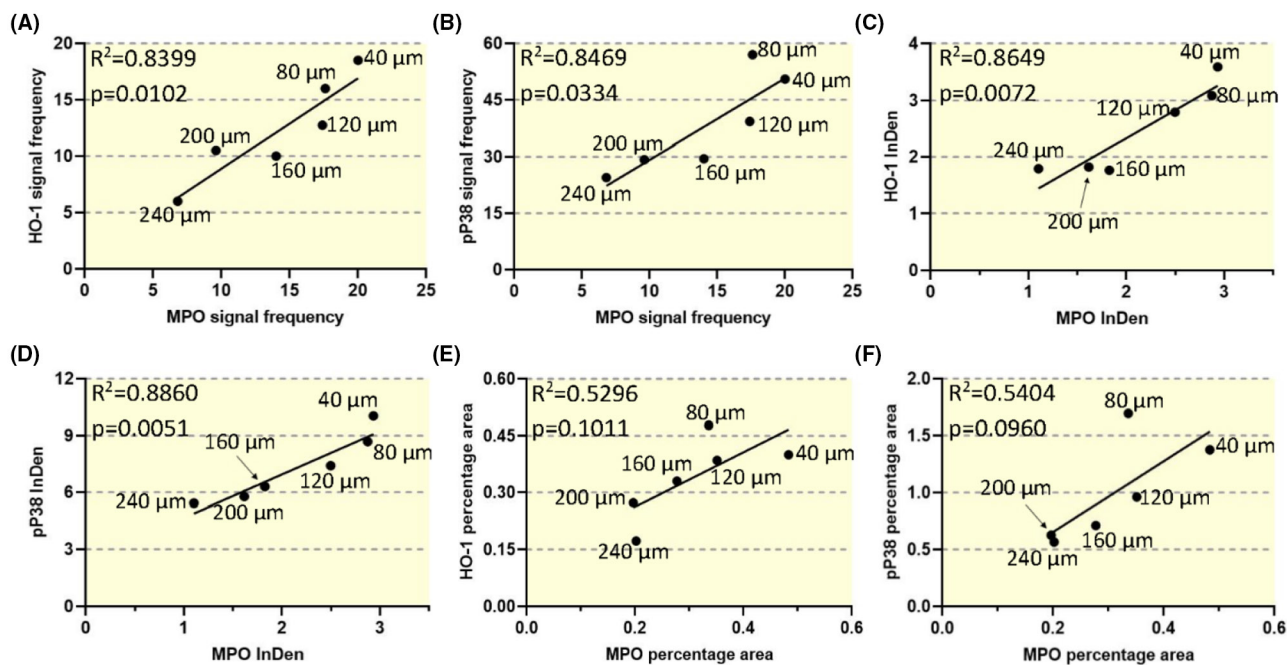 (A)
R²=0.8399
p=0.0102
40 µm
80 µm
120 µm
200 µm
160 µm
240 µm
HO-1 signal frequency
20
15
10
5
0
0 5 10 15 20 25
MPO signal frequency
(B)
R²=0.8469
p=0.0334
80 µm
40 µm
120 µm
200 µm
160 µm
240 µm
pP38 signal frequency
60
45
30
15
0
0 5 10 15 20 25
MPO signal frequency
(C)
R²=0.8649
p=0.0072
40 µm
80 µm
120 µm
240 µm
160 µm
200 µm
HO-1 InDen
4
3
2
1
0
0 1 2 3
MPO InDen
(D)
R²=0.8860
p=0.0051
40 µm
160 µm
80 µm
120 µm
240 µm
200 µm
pP38 InDen
12
9
6
3
0
0 1 2 3
MPO InDen
(E)
R²=0.5296
p=0.1011
80 µm
40 µm
160 µm
120 µm
200 µm
240 µm
HO-1 percentage area
0.60
0.45
0.30
0.15
0.00
0.0 0.2 0.4 0.6
MPO percentage area
(F)
R²=0.5404
p=0.0960
80 µm
40 µm
200 µm
120 µm
160 µm
240 µm
pP38 percentage area
2.0
1.5
1.0
0.5
0.0
0.0 0.2 0.4 0.6
MPO percentage area